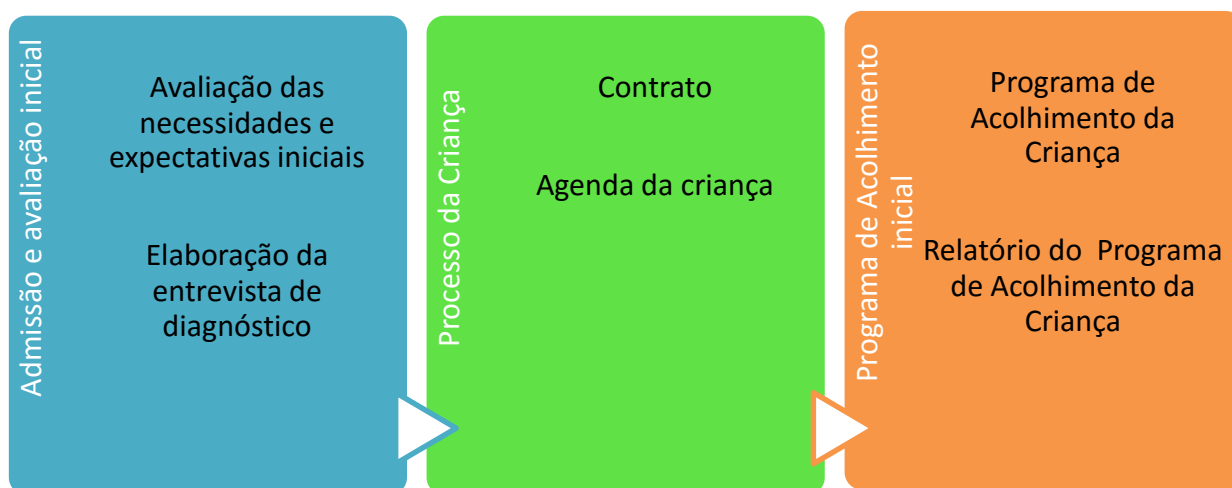 Admissão e avaliação inicial
Avaliação das
necessidades e
expectativas iniciais
Elaboração da
entrevista de
diagnóstico
Processo da Criança
Contrato
Agenda da criança
Programa de Acolhimento
inicial
Programa de
Acolhimento da
Criança
Relatório do  Programa
de Acolhimento da
Criança